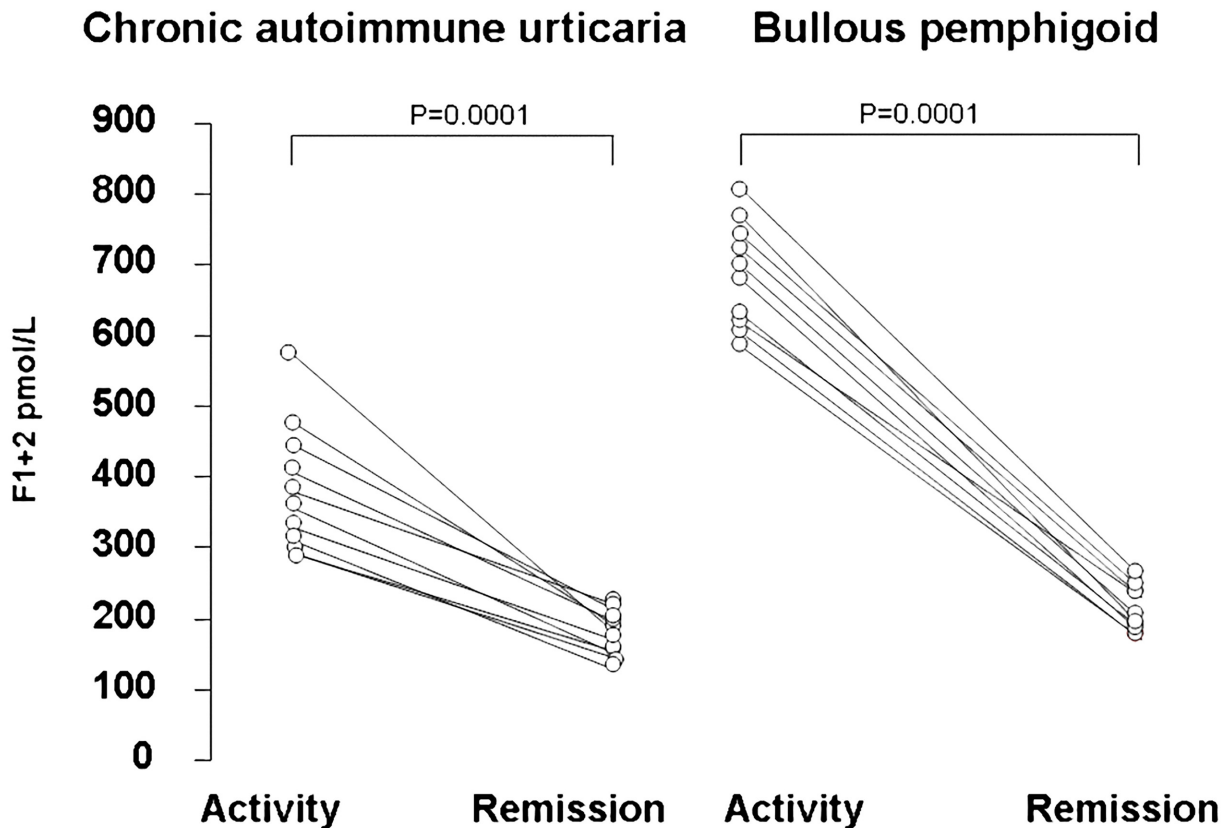 Chronic autoimmune urticaria
Bullous pemphigoid
P=0.0001
P=0.0001
900
800
700
600
500
400
300
200
100
0
F1+2 pmol/L
Activity
Remission
Activity
Remission